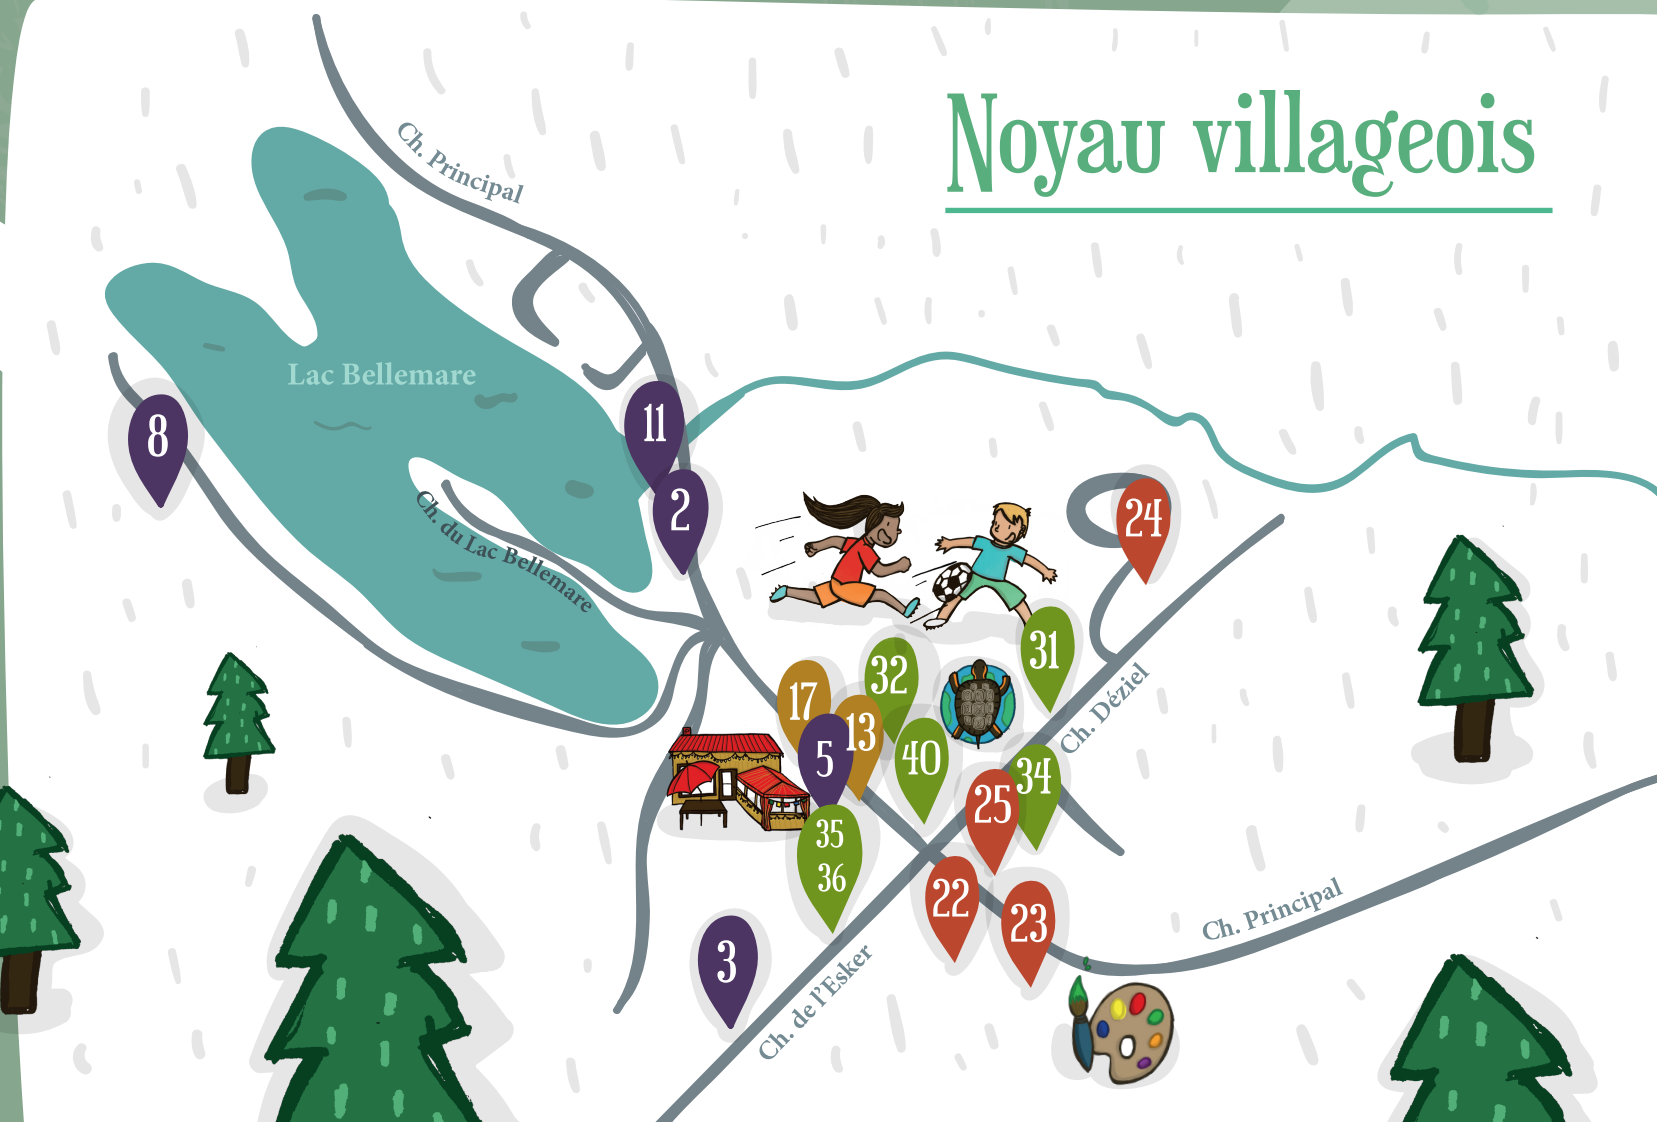 Noyau villageois
Ch. Principal
Lac Bellemare
8
11
2
Ch. du Lac Bellemare
24
31
32
17
13
5
40
Ch. Déziel
34
25
35
36
22
23
3
Ch. de l'Esker
Ch. Principal